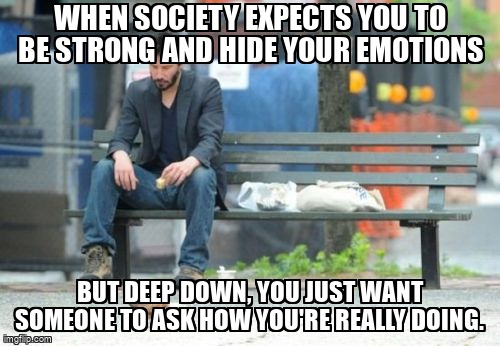 WHEN SOCIETY EXPECTS YOU TO
BE STRONG AND HIDE YOUR EMOTIONS
BUT DEEP DOWN, YOU JUST WANT
SOMEONE TO ASK HOW YOU'RE REALLY DOING.
imgflip.com